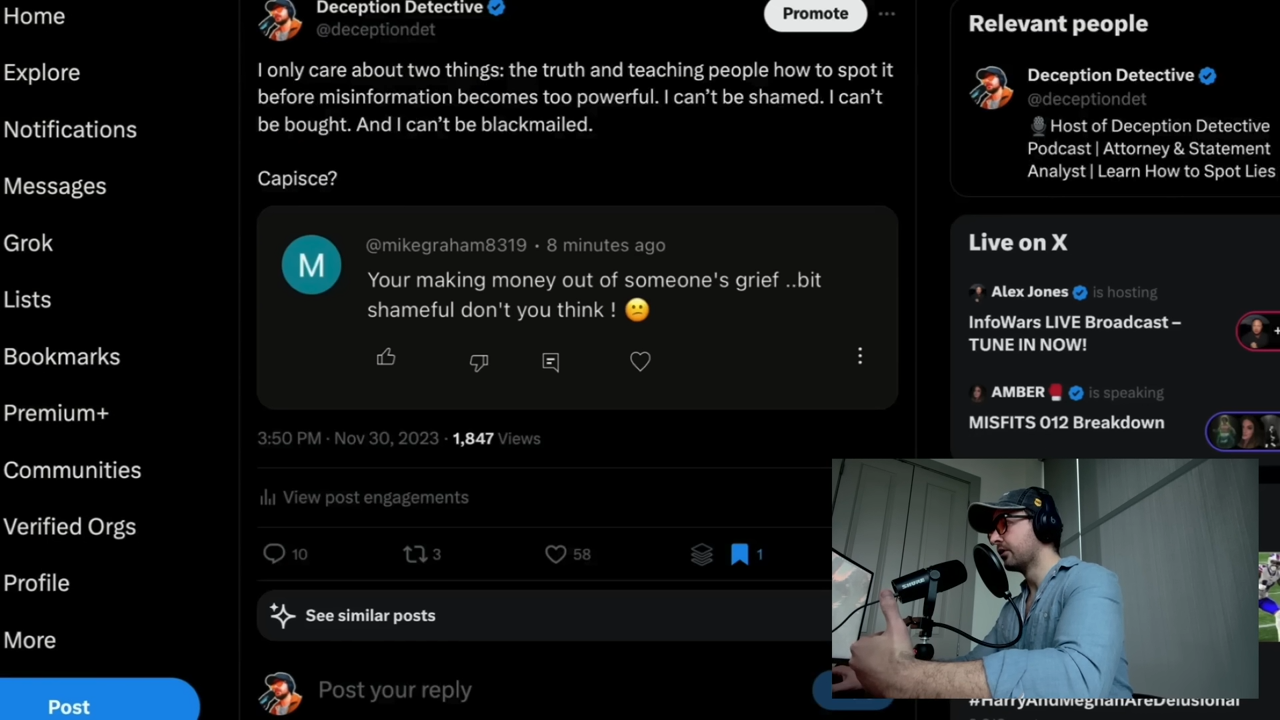 Home
Explore
Notifications
Messages
Grok
Lists
Bookmarks
Premium+
Communities
Verified Orgs
Profile
More
Post
Deception Detective
@deceptiondet
Promote
I only care about two things: the truth and teaching people how to spot it
before misinformation becomes too powerful. I can’t be shamed. I can’t
be bought. And I can’t be blackmailed.
Capisce?
M
@mikegraham8319 · 8 minutes ago
Your making money out of someone's grief ..bit
shameful don't you think ! 😕
3:50 PM · Nov 30, 2023 · 1,847 Views
View post engagements
10
3
58
1
See similar posts
Post your reply
Relevant people
Deception Detective
@deceptiondet
🎙️Host of Deception Detective
Podcast | Attorney & Statement
Analyst | Learn How to Spot Lies
Live on X
Alex Jones is hosting
InfoWars LIVE Broadcast –
TUNE IN NOW!
AMBER 🥊 is speaking
MISFITS 012 Breakdown
SHURE
#HarryAndMeghanAreDelusional